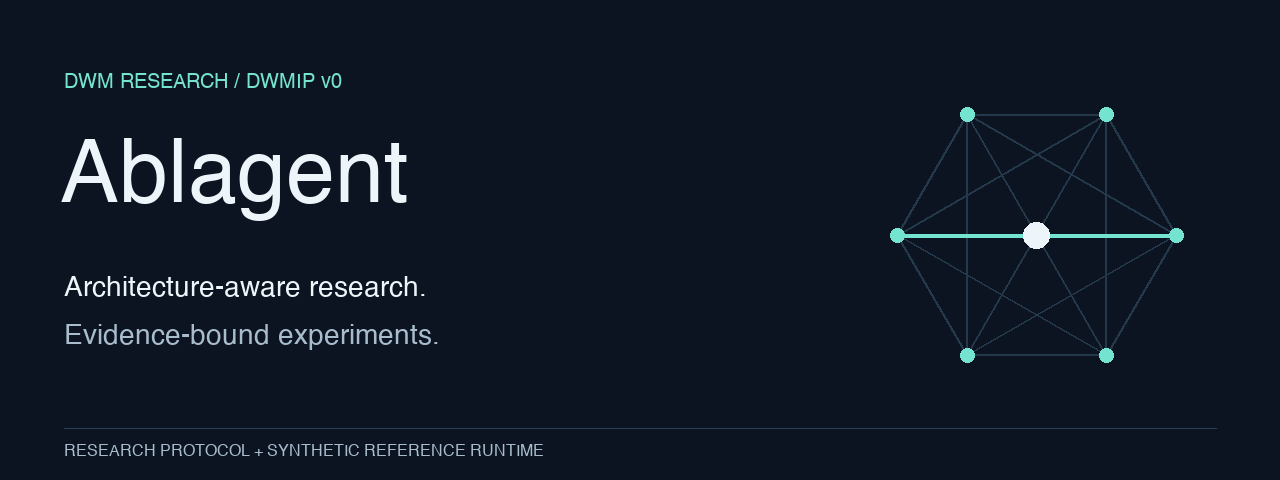 DWM RESEARCH / DWMIP v0
Ablagent
Architecture-aware research.
Evidence-bound experiments.
RESEARCH PROTOCOL + SYNTHETIC REFERENCE RUNTIME